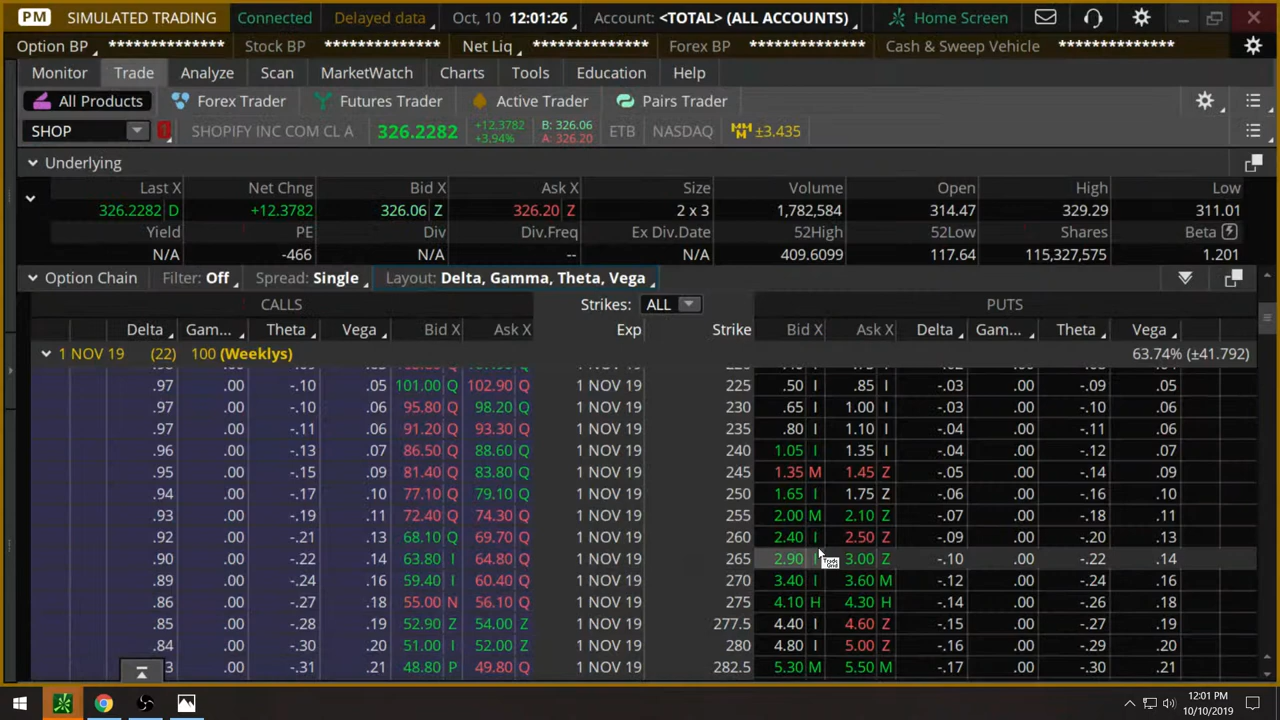 PM SIMULATED TRADING Connected Delayed data Oct, 10 12:01:26 Account: <TOTAL> (ALL ACCOUNTS) Home Screen
Option BP ************** Stock BP ************** Net Liq ************** Forex BP ************** Cash & Sweep Vehicle **************
Monitor Trade Analyze Scan MarketWatch Charts Tools Education Help
All Products Forex Trader Futures Trader Active Trader Pairs Trader
SHOP SHOPIFY INC COM CL A 326.2282 +12.3782 +3.94% B: 326.06 A: 326.20 ETB NASDAQ ±3.435
Underlying
Last X Net Chng Bid X Ask X Size Volume Open High Low
326.2282 D +12.3782 326.06 Z 326.20 Z 2 x 3 1,782,584 314.47 329.29 311.01
Yield PE Div Div.Freq Ex Div.Date 52High 52Low Shares Beta
N/A -466 N/A -- N/A 409.6099 117.64 115,327,575 1.201
Option Chain Filter: Off Spread: Single Layout: Delta, Gamma, Theta, Vega
CALLS Strikes: ALL PUTS
Delta Gam... Theta Vega Bid X Ask X Exp Strike Bid X Ask X Delta Gam... Theta Vega
1 NOV 19 (22) 100 (Weeklys) 63.74% (±41.792)
.97 .00 -.10 .05 101.00 Q 102.90 Q 1 NOV 19 225 .50 I .85 I -.03 .00 -.09 .05
.97 .00 -.10 .06 95.80 Q 98.20 Q 1 NOV 19 230 .65 I 1.00 I -.03 .00 -.10 .06
.97 .00 -.11 .06 91.20 Q 93.30 Q 1 NOV 19 235 .80 I 1.10 I -.04 .00 -.11 .06
.96 .00 -.13 .07 86.50 Q 88.60 Q 1 NOV 19 240 1.05 I 1.35 I -.04 .00 -.12 .07
.95 .00 -.15 .09 81.40 Q 83.80 Q 1 NOV 19 245 1.35 M 1.45 Z -.05 .00 -.14 .09
.94 .00 -.17 .10 77.10 Q 79.10 Q 1 NOV 19 250 1.65 I 1.75 Z -.06 .00 -.16 .10
.93 .00 -.19 .11 72.40 Q 74.30 Q 1 NOV 19 255 2.00 M 2.10 Z -.07 .00 -.18 .11
.92 .00 -.21 .13 68.10 Q 69.70 Q 1 NOV 19 260 2.40 I 2.50 Z -.09 .00 -.20 .13
.90 .00 -.22 .14 63.80 I 64.80 Q 1 NOV 19 265 2.90 I 3.00 Z -.10 .00 -.22 .14
.89 .00 -.24 .16 59.40 I 60.40 Q 1 NOV 19 270 3.40 I 3.60 M -.12 .00 -.24 .16
.86 .00 -.27 .18 55.00 N 56.10 Q 1 NOV 19 275 4.10 H 4.30 H -.14 .00 -.26 .18
.85 .00 -.28 .19 52.90 Z 54.00 Z 1 NOV 19 277.5 4.40 I 4.60 Z -.15 .00 -.27 .19
.84 .00 -.30 .20 51.00 I 52.00 Z 1 NOV 19 280 4.80 I 5.00 Z -.16 .00 -.29 .20
3 .00 -.31 .21 48.80 P 49.80 Q 1 NOV 19 282.5 5.30 M 5.50 M -.17 .00 -.30 .21
12:01 PM
10/10/2019